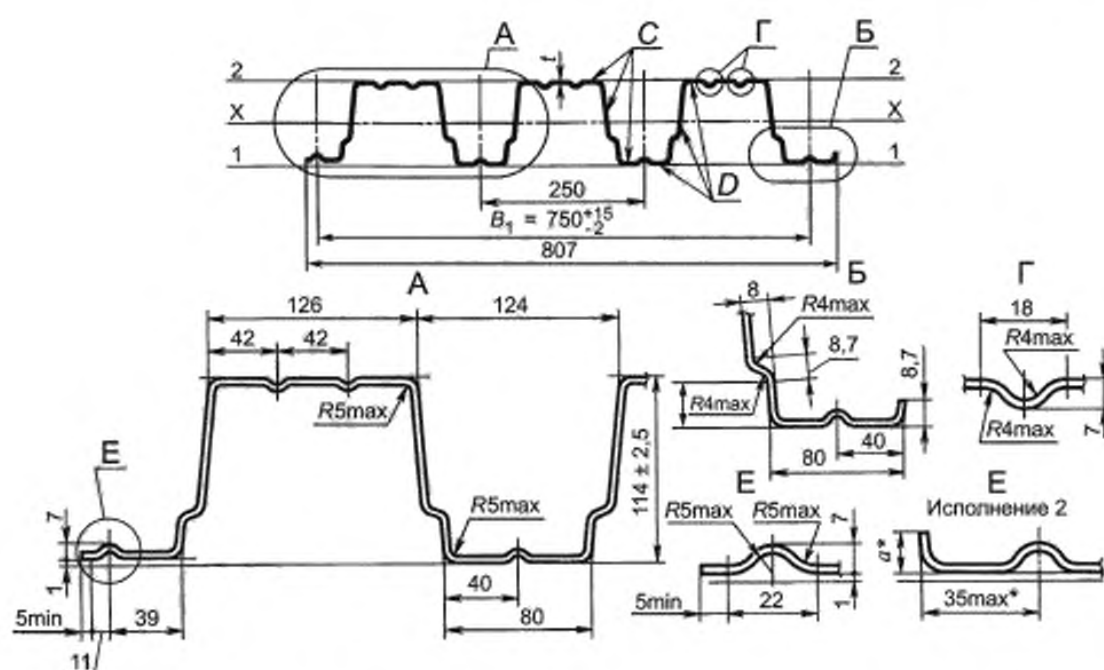 А
С
Г
Б
t
2
2
X
X
1
1
D
250
B₁ = 750 +15 -2
807
А
126
124
42
42
R5max
Е
7
1
5min
11
39
R5max
40
80
114 ± 2,5
Б
8
R4max
8,7
8,7
R4max
40
80
Г
18
R4max
R4max
7
Е
R5max
R5max
7
5min
22
1
Е
Исполнение 2
a*
35max*